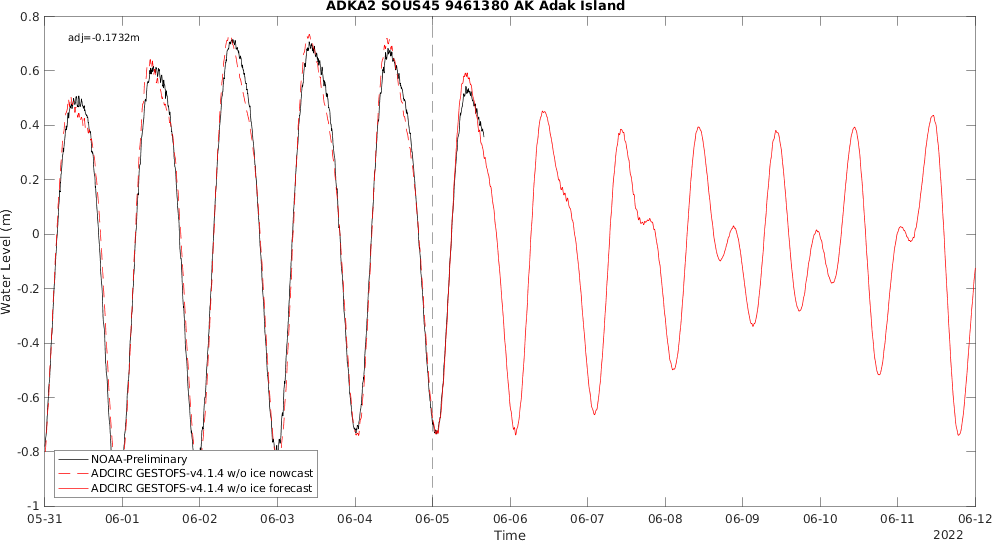 ADKA2 SOUS45 9461380 AK Adak Island
adj=-0.1732m
0.8
0.6
0.4
0.2
0
-0.2
-0.4
-0.6
-0.8
-1
Water Level (m)
NOAA-Preliminary
ADCIRC GESTOFS-v4.1.4 w/o ice nowcast
ADCIRC GESTOFS-v4.1.4 w/o ice forecast
05-31 06-01 06-02 06-03 06-04 06-05 06-06 06-07 06-08 06-09 06-10 06-11 06-12
Time
2022